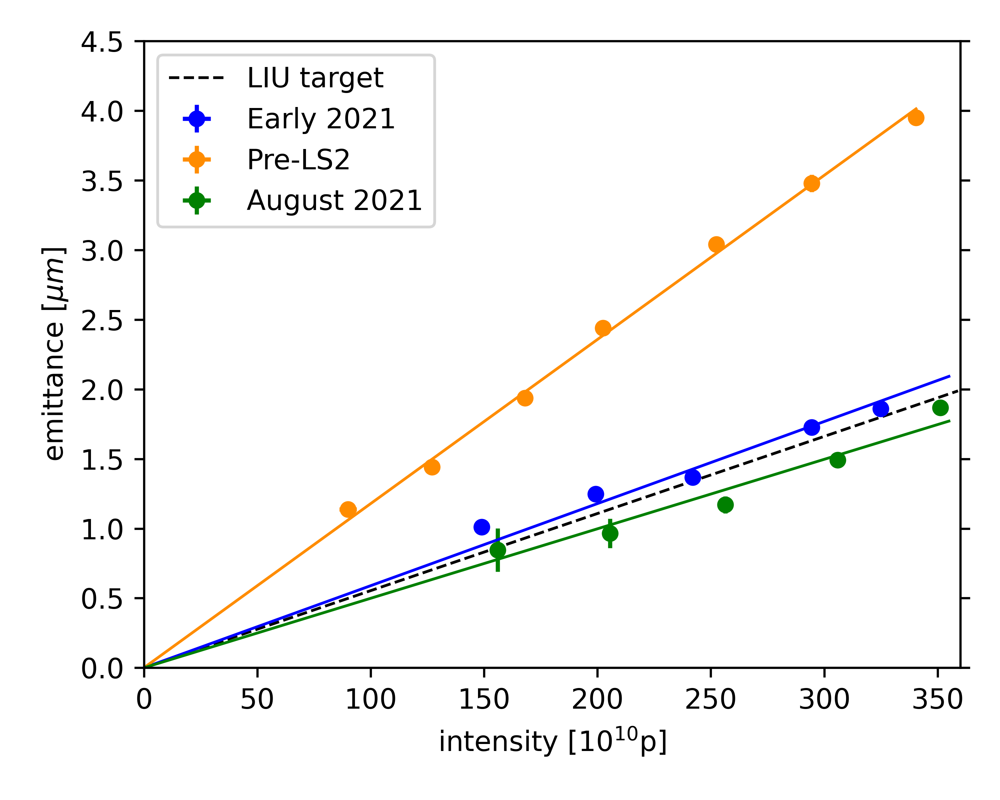 4.5
4.0
3.5
3.0
2.5
2.0
1.5
1.0
0.5
0.0
emittance [μm]
LIU target
Early 2021
Pre-LS2
August 2021
0 50 100 150 200 250 300 350
intensity [10¹⁰p]